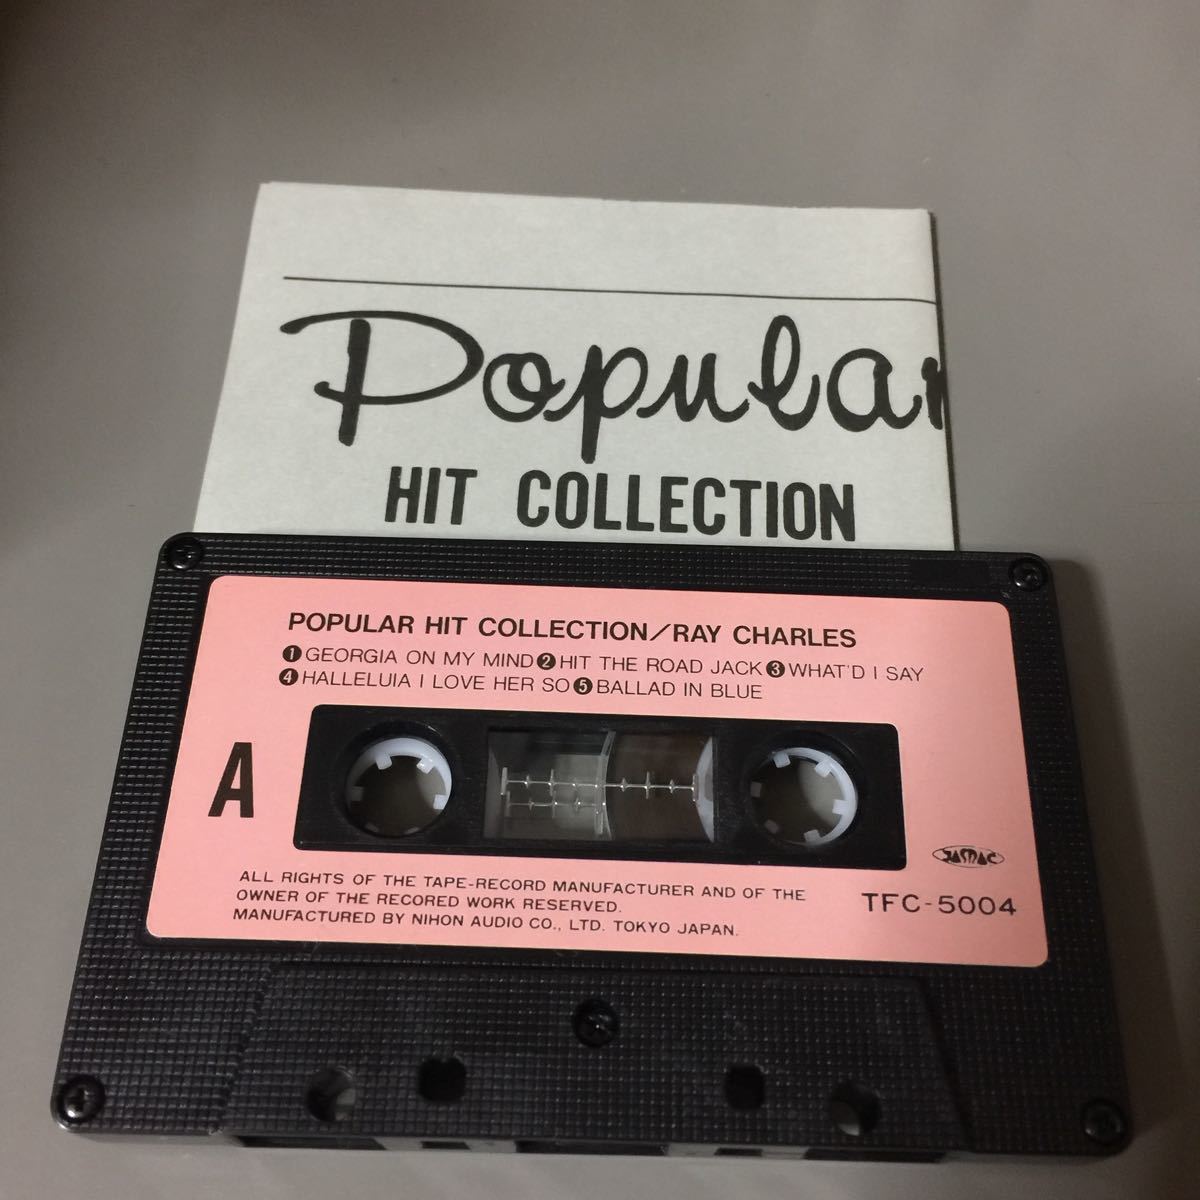 Popular
HIT COLLECTION
POPULAR HIT COLLECTION/RAY CHARLES
❶GEORGIA ON MY MIND❷HIT THE ROAD JACK❸WHAT'D I SAY
❹HALLELUIA I LOVE HER SO❺BALLAD IN BLUE
A
JASRAC
ALL RIGHTS OF THE TAPE-RECORD MANUFACTURER AND OF THE
OWNER OF THE RECORED WORK RESERVED.
MANUFACTURED BY NIHON AUDIO CO., LTD. TOKYO JAPAN.
TFC-5004